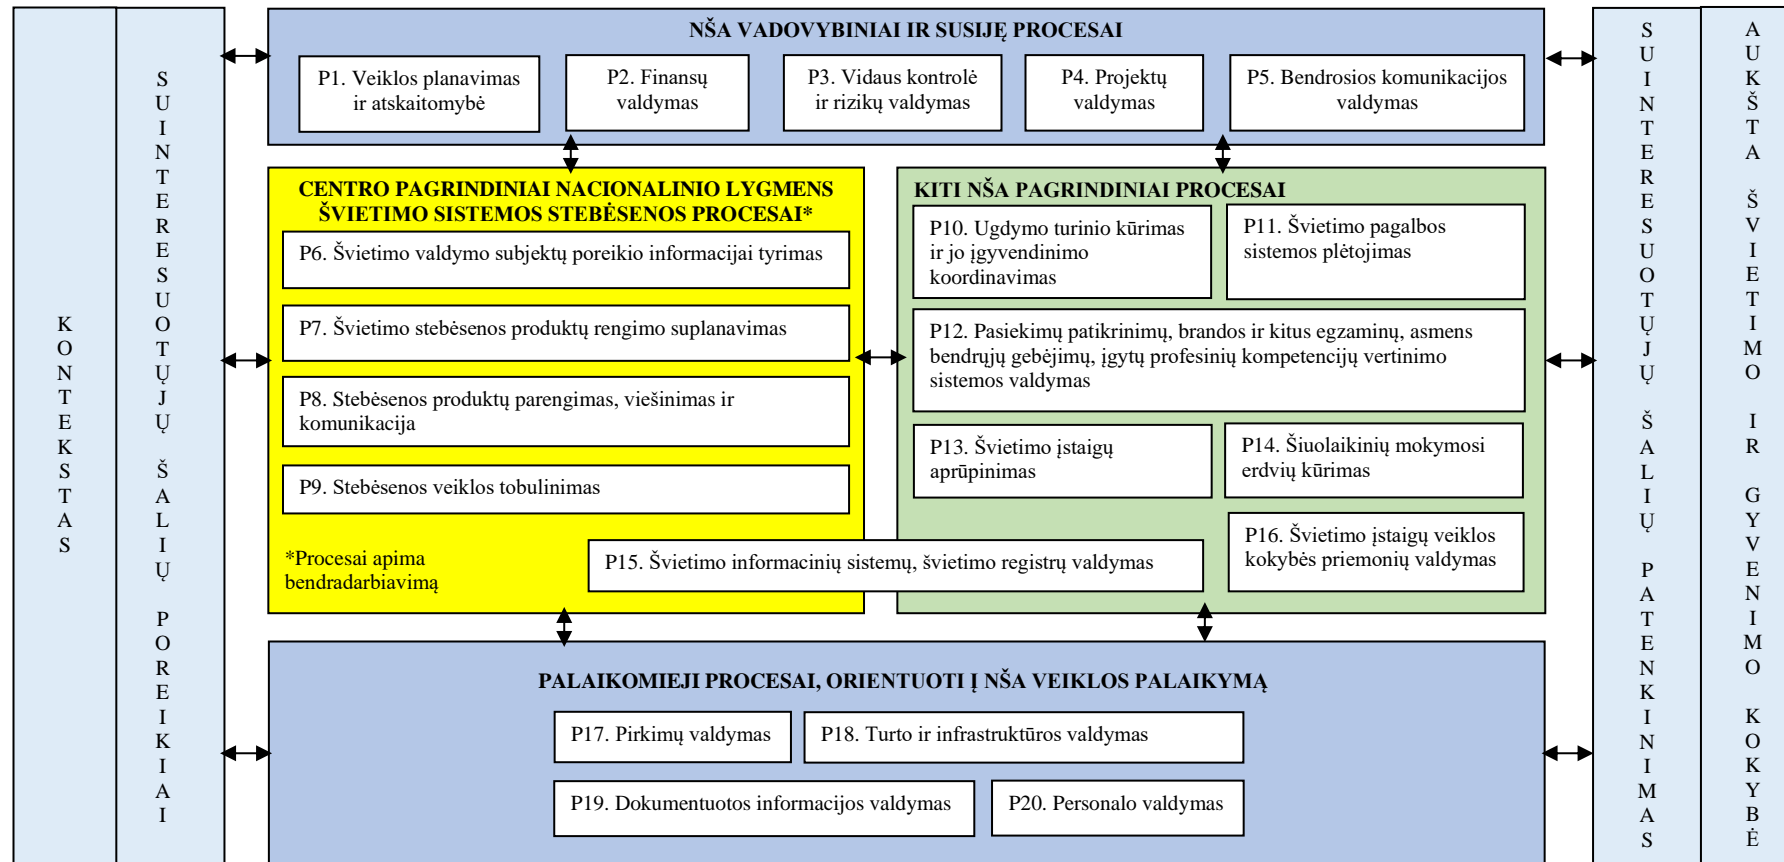 KONTEKSTAS
SUINTERESUOTŲJŲ ŠALIŲ POREIKIAI
NŠA VADOVYBINIAI IR SUSIJĘ PROCESAI
P1. Veiklos planavimas
ir atskaitomybė
P2. Finansų
valdymas
P3. Vidaus kontrolė
ir rizikų valdymas
P4. Projektų
valdymas
P5. Bendrosios komunikacijos
valdymas
CENTRO PAGRINDINIAI NACIONALINIO LYGMENS
ŠVIETIMO SISTEMOS STEBĖSENOS PROCESAI*
P6. Švietimo valdymo subjektų poreikio informacijai tyrimas
P7. Švietimo stebėsenos produktų rengimo suplanavimas
P8. Stebėsenos produktų parengimas, viešinimas ir
komunikacija
P9. Stebėsenos veiklos tobulinimas
*Procesai apima
bendradarbiavimą
P15. Švietimo informacinių sistemų, švietimo registrų valdymas
KITI NŠA PAGRINDINIAI PROCESAI
P10. Ugdymo turinio kūrimas
ir jo įgyvendinimo
koordinavimas
P11. Švietimo pagalbos
sistemos plėtojimas
P12. Pasiekimų patikrinimų, brandos ir kitus egzaminų, asmens
bendrųjų gebėjimų, įgytų profesinių kompetencijų vertinimo
sistemos valdymas
P13. Švietimo įstaigų
aprūpinimas
P14. Šiuolaikinių mokymosi
erdvių kūrimas
P16. Švietimo įstaigų veiklos
kokybės priemonių valdymas
PALAIKOMIEJI PROCESAI, ORIENTUOTI Į NŠA VEIKLOS PALAIKYMĄ
P17. Pirkimų valdymas
P18. Turto ir infrastruktūros valdymas
P19. Dokumentuotos informacijos valdymas
P20. Personalo valdymas
SUINTERESUOTŲJŲ ŠALIŲ PATENKINIMAS
AUKŠTA ŠVIETIMO IR GYVENIMO KOKYBĖ